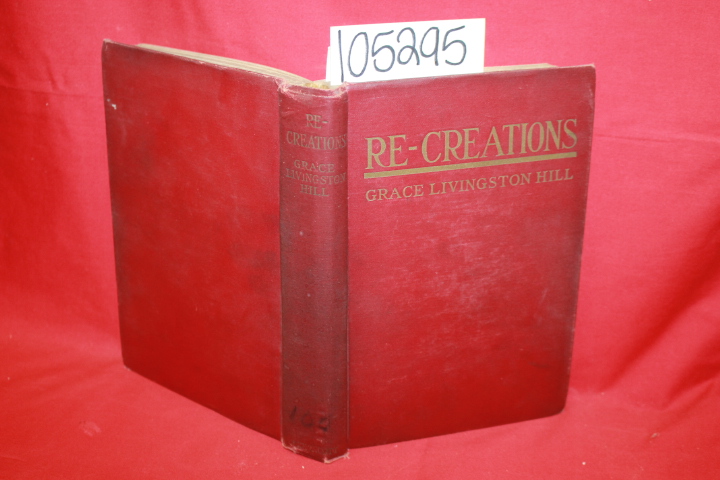 105295
RE-
CREATIONS
GRACE
LIVINGSTON
HILL
RE-CREATIONS
GRACE LIVINGSTON HILL